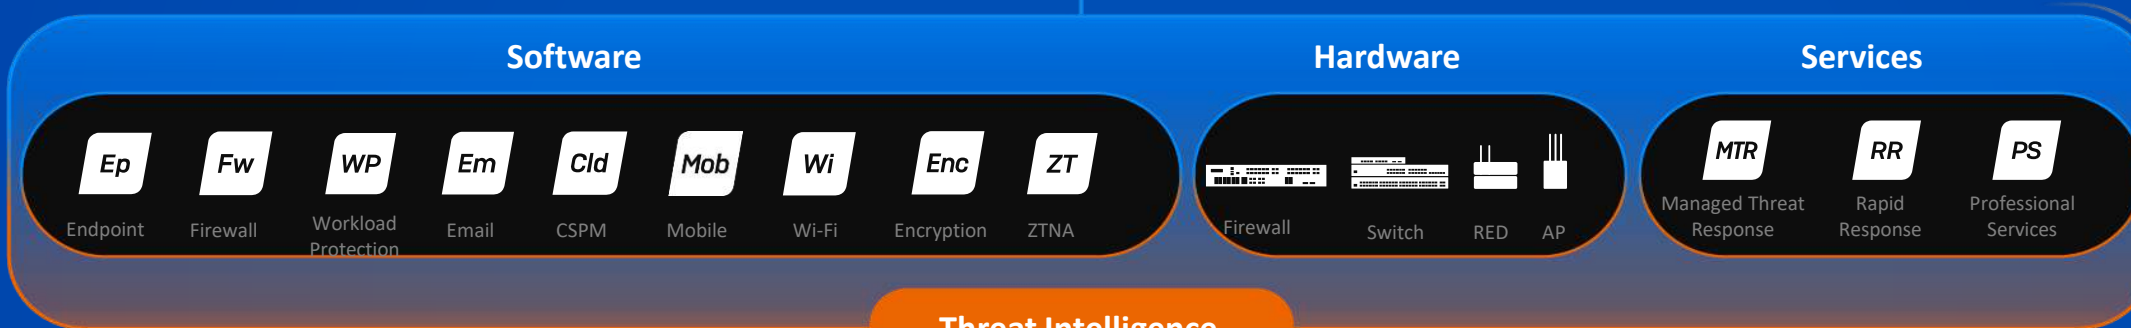 Software
Hardware
Services
Ep
Fw
WP
Em
Cld
Mob
Wi
Enc
ZT
MTR
RR
PS
Endpoint
Firewall
Workload
Protection
Email
CSPM
Mobile
Wi-Fi
Encryption
ZTNA
Firewall
Switch
RED
AP
Managed Threat
Response
Rapid
Response
Professional
Services
Threat Intelligence